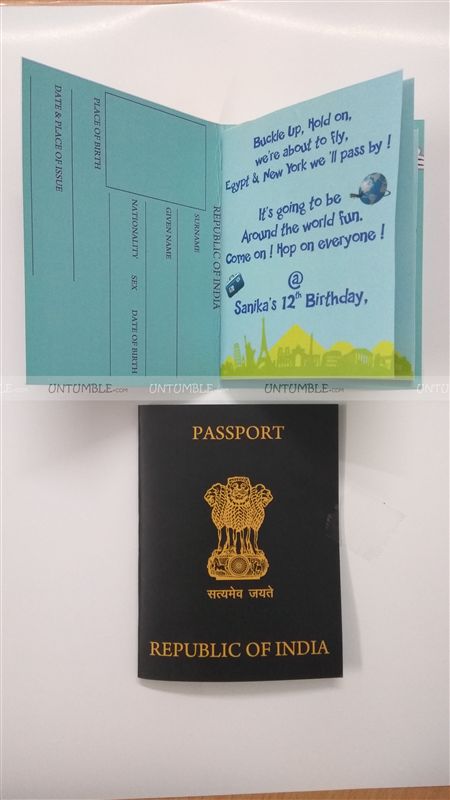 PLACE OF BIRTH
DATE & PLACE OF ISSUE
REPUBLIC OF INDIA
SURNAME
GIVEN NAME
NATIONALITY SEX DATE OF BIRTH
Buckle Up, Hold on,
we're about to fly,
Egypt & New York we 'll pass by !
It's going to be
Around the world fun.
Come on ! Hop on everyone !
@
Sanika's 12th Birthday,
UNTUMBLE.COM UNTUMBLE.COM UNTUMBLE.COM UNTUMBLE.COM UNTU
PASSPORT
सत्यमेव जयते
REPUBLIC OF INDIA